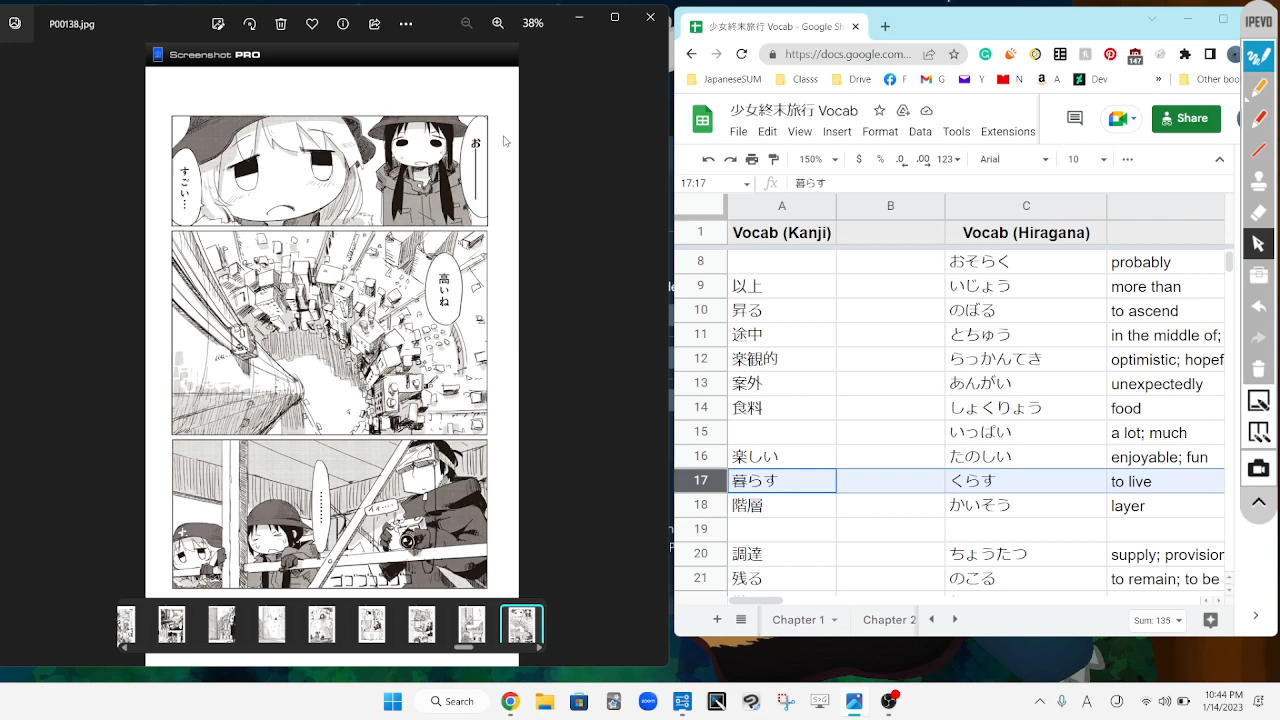 P00138.jpg
38%
Screenshot PRO
お━━
すごい…
高いね
………
少女終末旅行 Vocab - Google Sh
https://docs.google.com
147
JapaneseSUM
Classs
Drive
F
G
Y
N
A
Dev
Other boo
少女終末旅行 Vocab
File Edit View Insert Format Data Tools Extensions
Share
150%
$ % .0 .00 123
Arial
10
17:17
fx
暮らす
A B C
1 Vocab (Kanji) Vocab (Hiragana)
8 おそらく probably
9 以上 いじょう more than
10 昇る のぼる to ascend
11 途中 とちゅう in the middle of;
12 楽観的 らっかんてき optimistic; hopef
13 案外 あんがい unexpectedly
14 食料 しょくりょう food
15 いっぱい a lot; much
16 楽しい たのしい enjoyable; fun
17 暮らす くらす to live
18 階層 かいそう layer
19
20 調達 ちょうたつ supply; provision
21 残る のこる to remain; to be
Chapter 1
Chapter 2
Sum: 135
IPEVO
Search
zoom
10:44 PM
1/14/2023